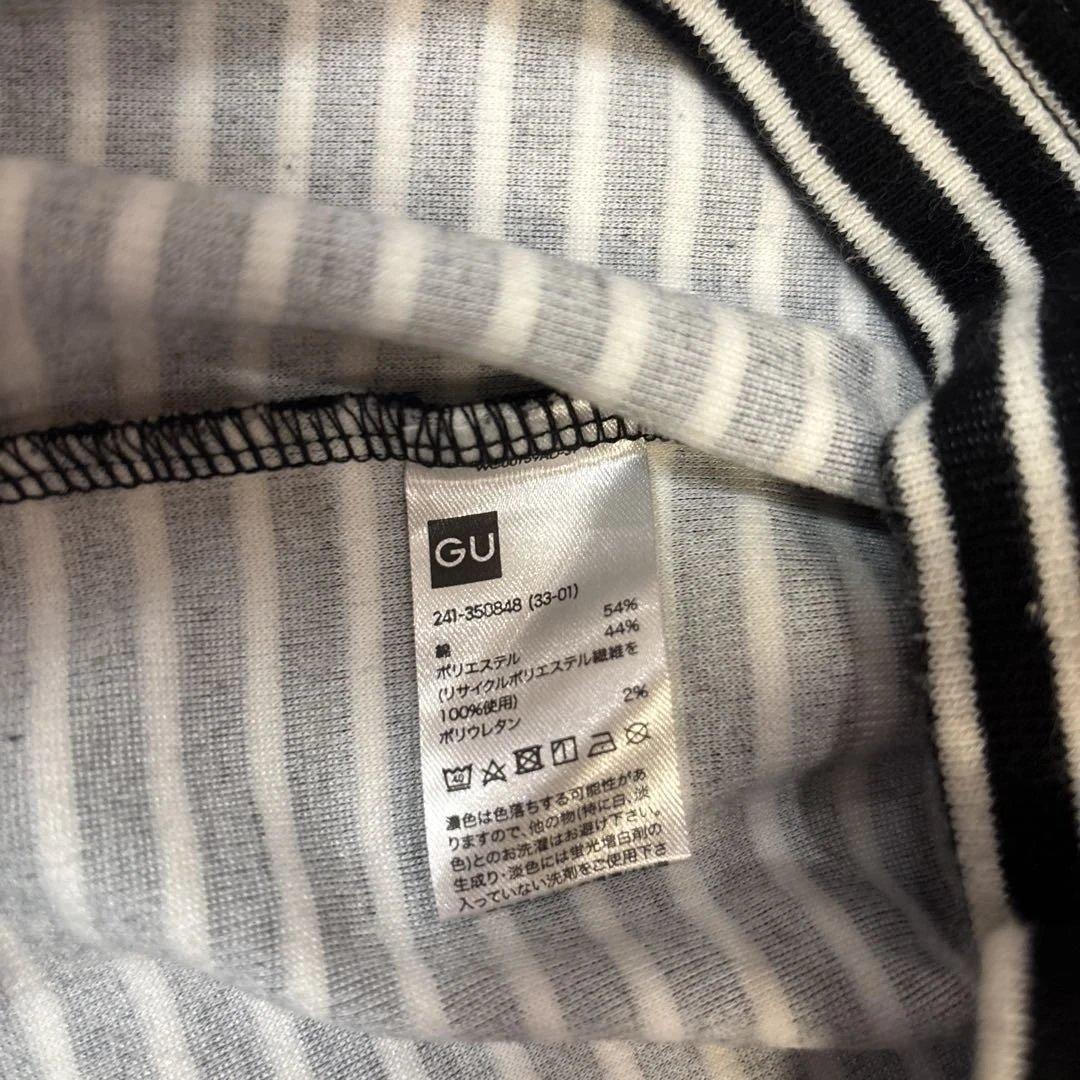 GU
241-350848 (33-01)
綿 54%
ポリエステル 44%
(リサイクルポリエステル繊維を
100%使用)
ポリウレタン 2%
40
濃色は色落ちする可能性があ
りますので、他の物(特に白、淡
色)とのお洗濯はお避け下さい。
生成り・淡色には蛍光増白剤の
入っていない洗剤をご使用下さ